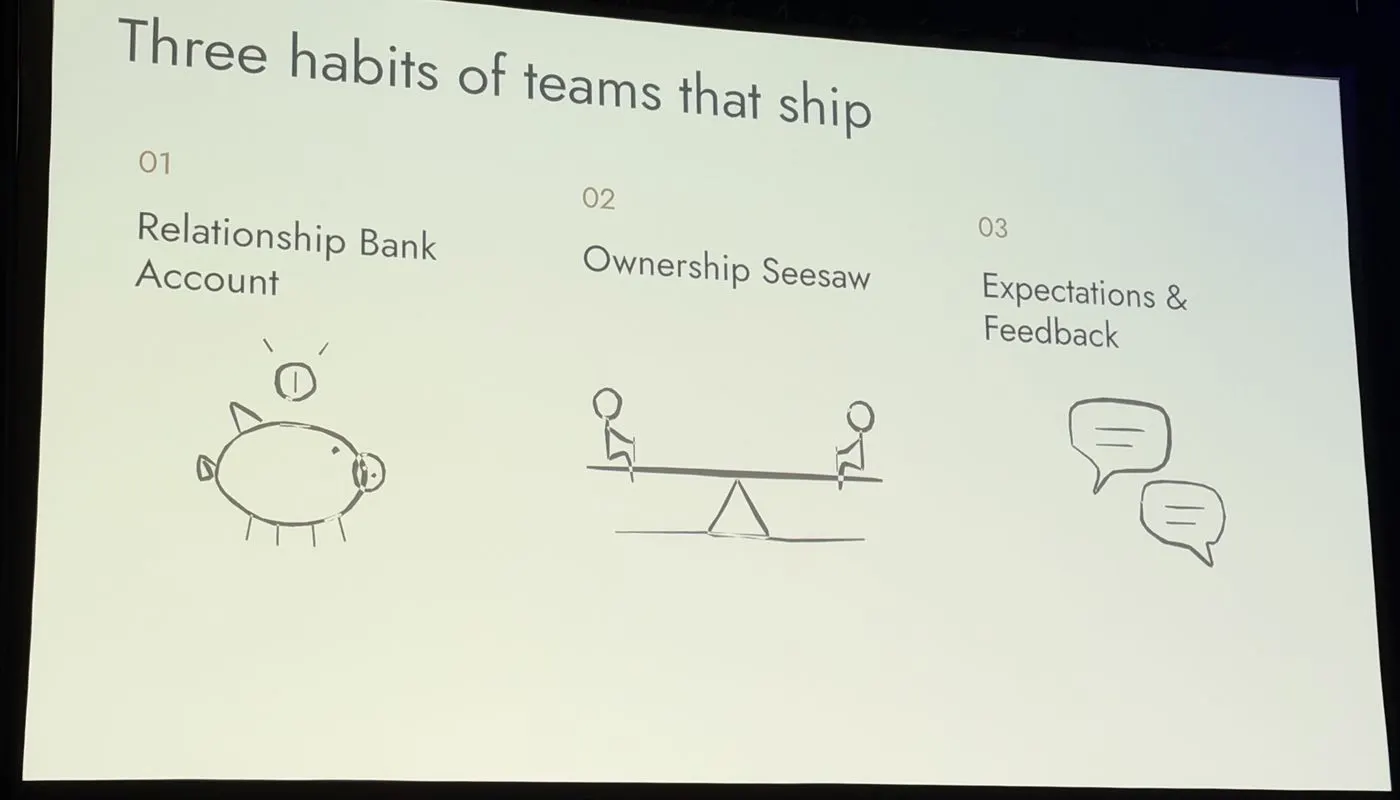 Three habits of teams that ship
01
Relationship Bank
Account
02
Ownership Seesaw
03
Expectations &
Feedback